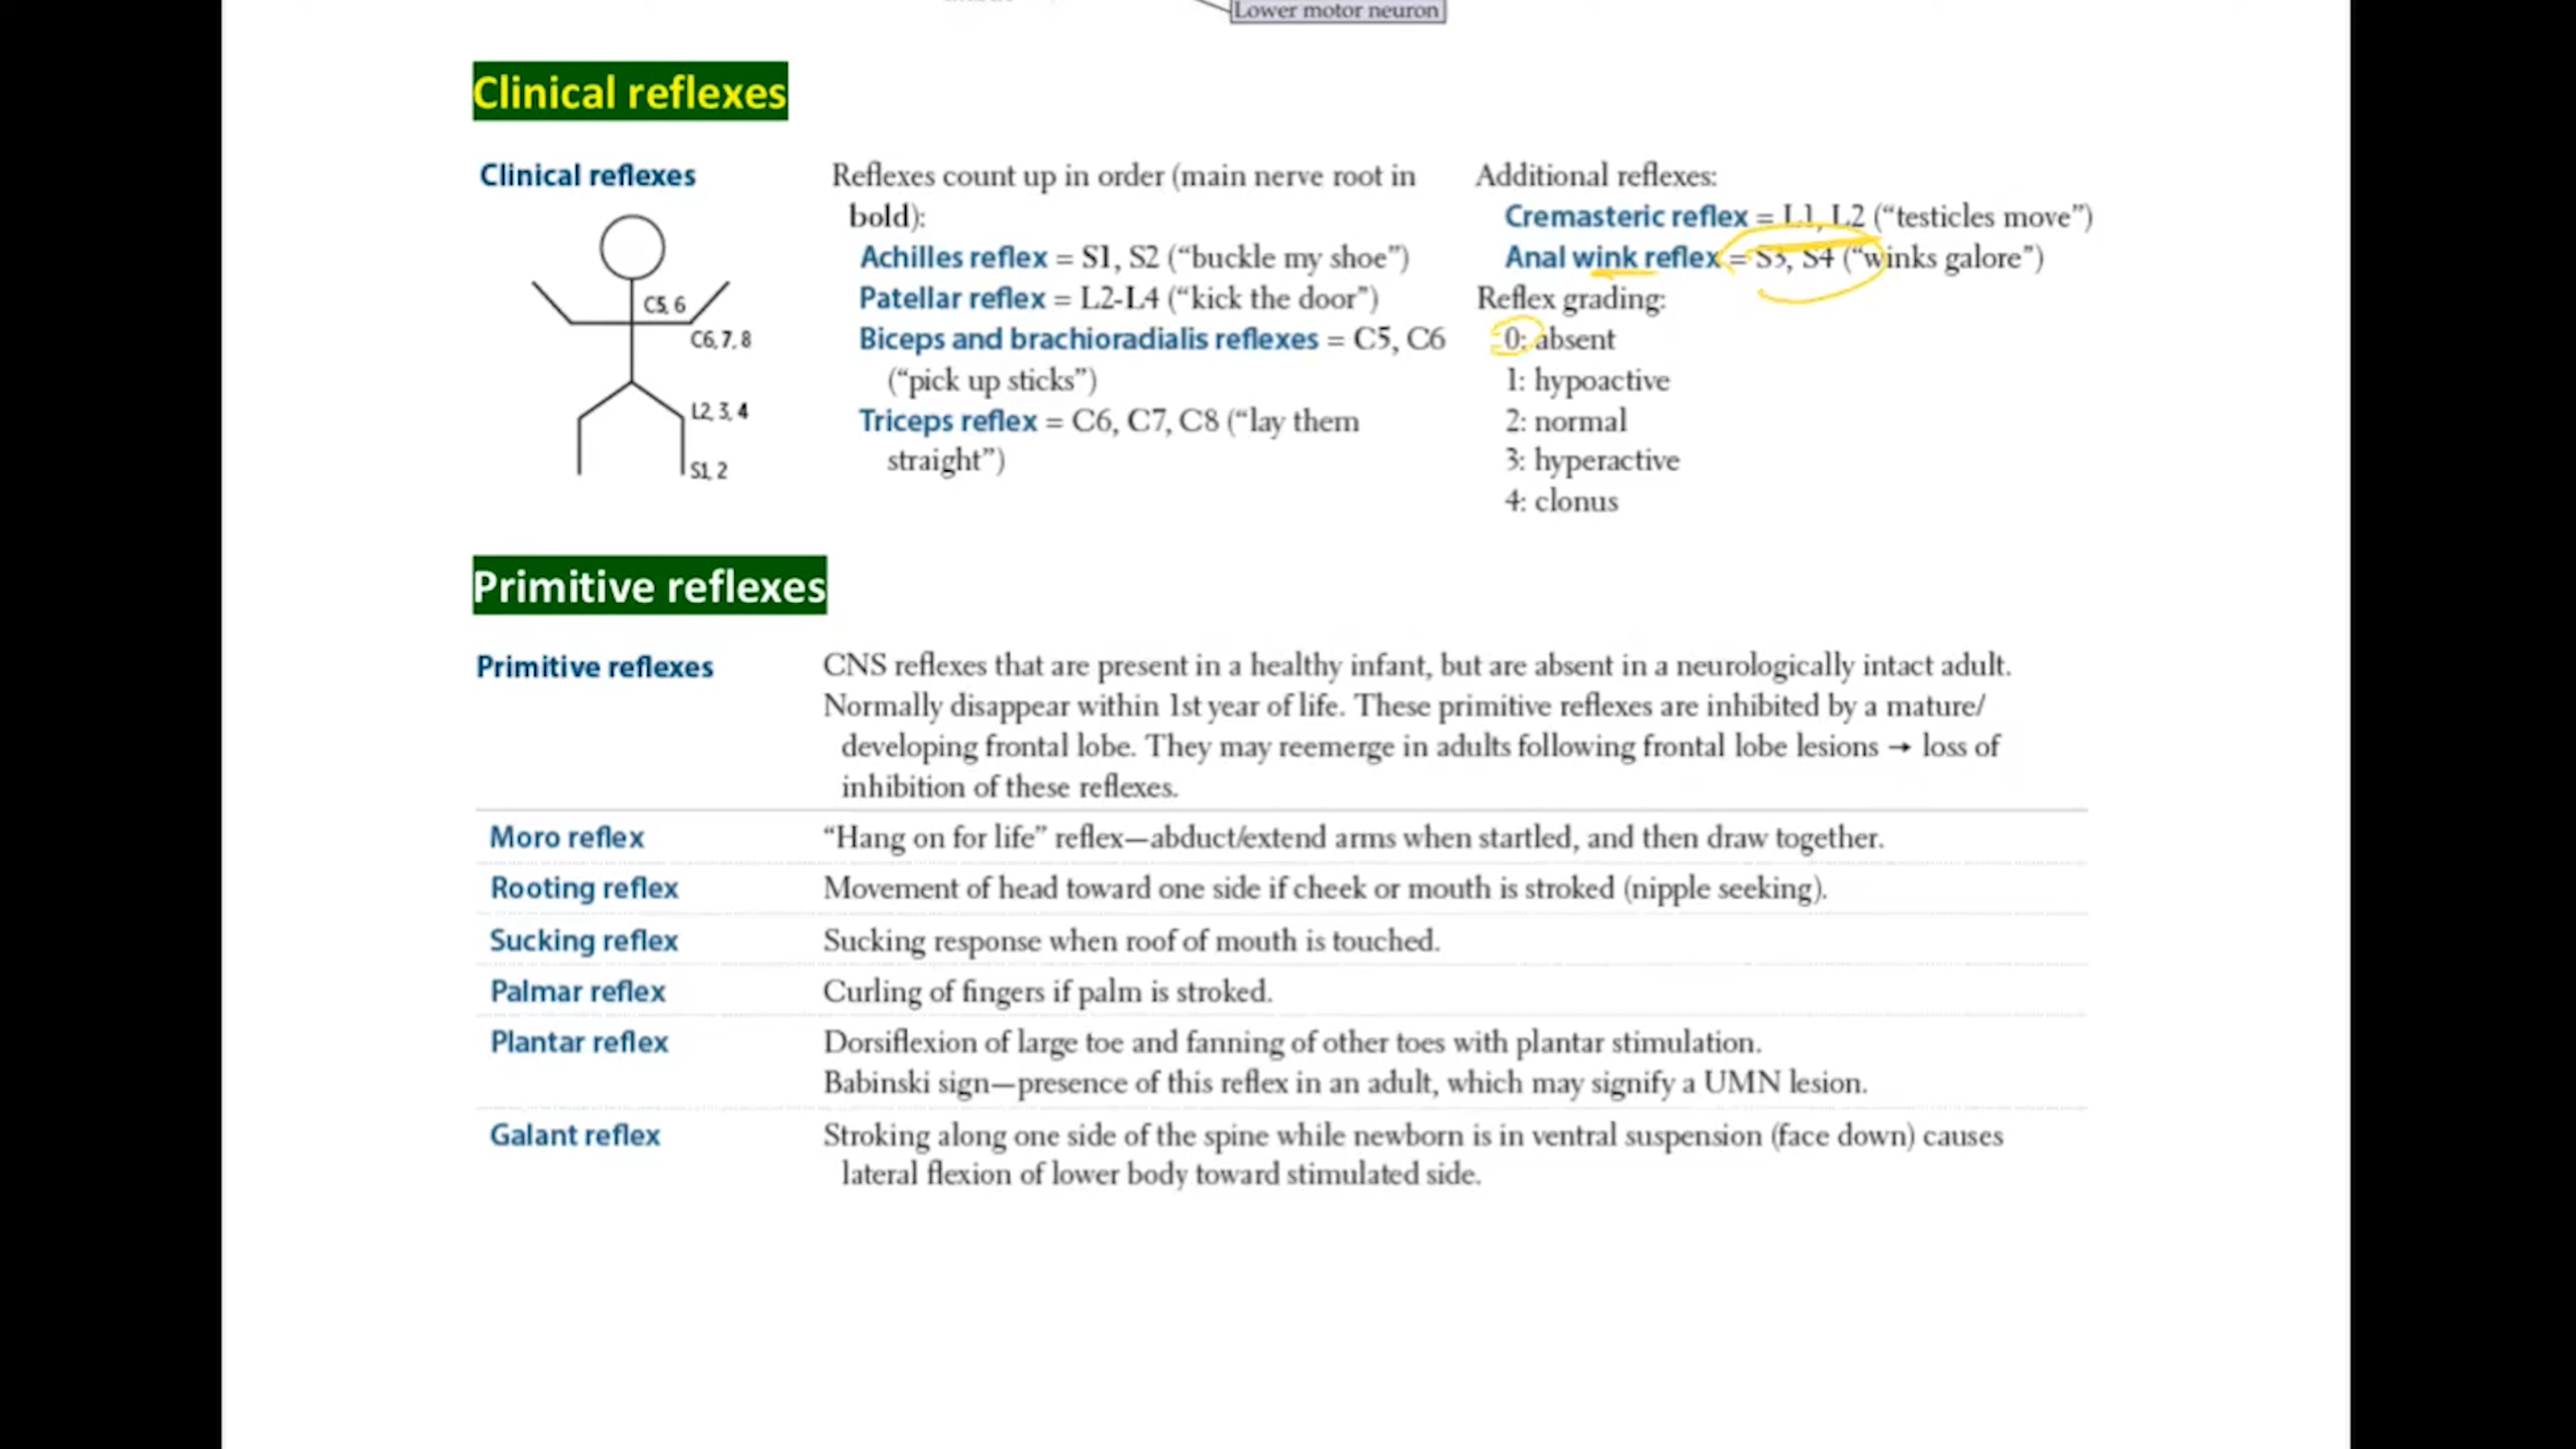 Lower motor neuron
Clinical reflexes
Clinical reflexes
C5, 6
C6, 7, 8
L2, 3, 4
S1, 2
Reflexes count up in order (main nerve root in
bold):
Achilles reflex = S1, S2 (“buckle my shoe”)
Patellar reflex = L2-L4 (“kick the door”)
Biceps and brachioradialis reflexes = C5, C6
(“pick up sticks”)
Triceps reflex = C6, C7, C8 (“lay them
straight”)
Additional reflexes:
Cremasteric reflex = L1, L2 (“testicles move”)
Anal wink reflex = S3, S4 (“winks galore”)
Reflex grading:
0: absent
1: hypoactive
2: normal
3: hyperactive
4: clonus
Primitive reflexes
Primitive reflexes
CNS reflexes that are present in a healthy infant, but are absent in a neurologically intact adult.
Normally disappear within 1st year of life. These primitive reflexes are inhibited by a mature/
developing frontal lobe. They may reemerge in adults following frontal lobe lesions → loss of
inhibition of these reflexes.
Moro reflex
“Hang on for life” reflex—abduct/extend arms when startled, and then draw together.
Rooting reflex
Movement of head toward one side if cheek or mouth is stroked (nipple seeking).
Sucking reflex
Sucking response when roof of mouth is touched.
Palmar reflex
Curling of fingers if palm is stroked.
Plantar reflex
Dorsiflexion of large toe and fanning of other toes with plantar stimulation.
Babinski sign—presence of this reflex in an adult, which may signify a UMN lesion.
Galant reflex
Stroking along one side of the spine while newborn is in ventral suspension (face down) causes
lateral flexion of lower body toward stimulated side.